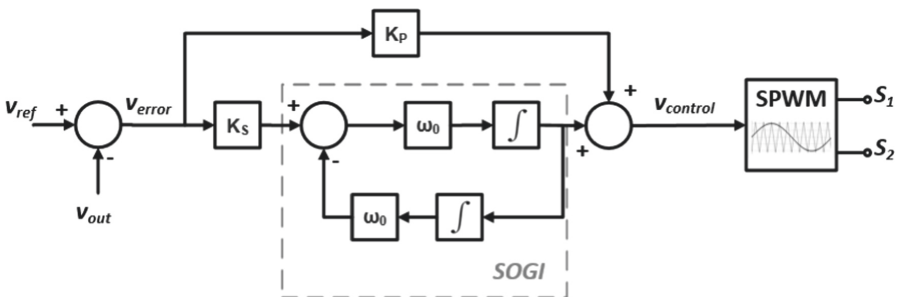 K_P
v_ref + v_error
K_S
+
ω_0
∫
+
+
v_control
SPWM
S_1
S_2
-
v_out
-
ω_0
∫
SOGI